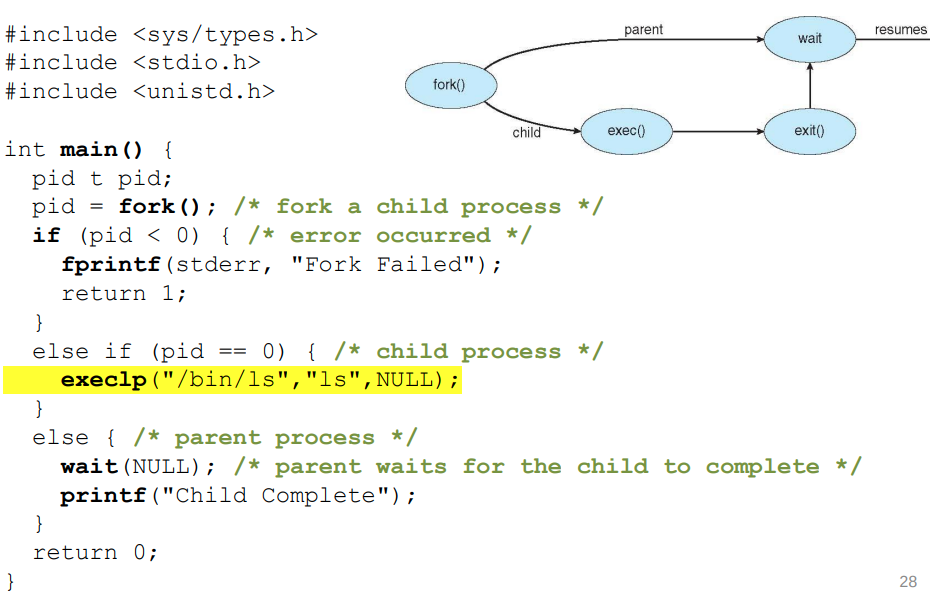 #include <sys/types.h>
#include <stdio.h>
#include <unistd.h>
int main() {
pid t pid;
pid = fork(); /* fork a child process */
if (pid < 0) { /* error occurred */
fprintf(stderr, "Fork Failed");
return 1;
}
else if (pid == 0) { /* child process */
execlp("/bin/ls","ls",NULL);
}
else { /* parent process */
wait(NULL); /* parent waits for the child to complete */
printf("Child Complete");
}
return 0;
}
parent
wait
resumes
fork()
child
exec()
exit()
28